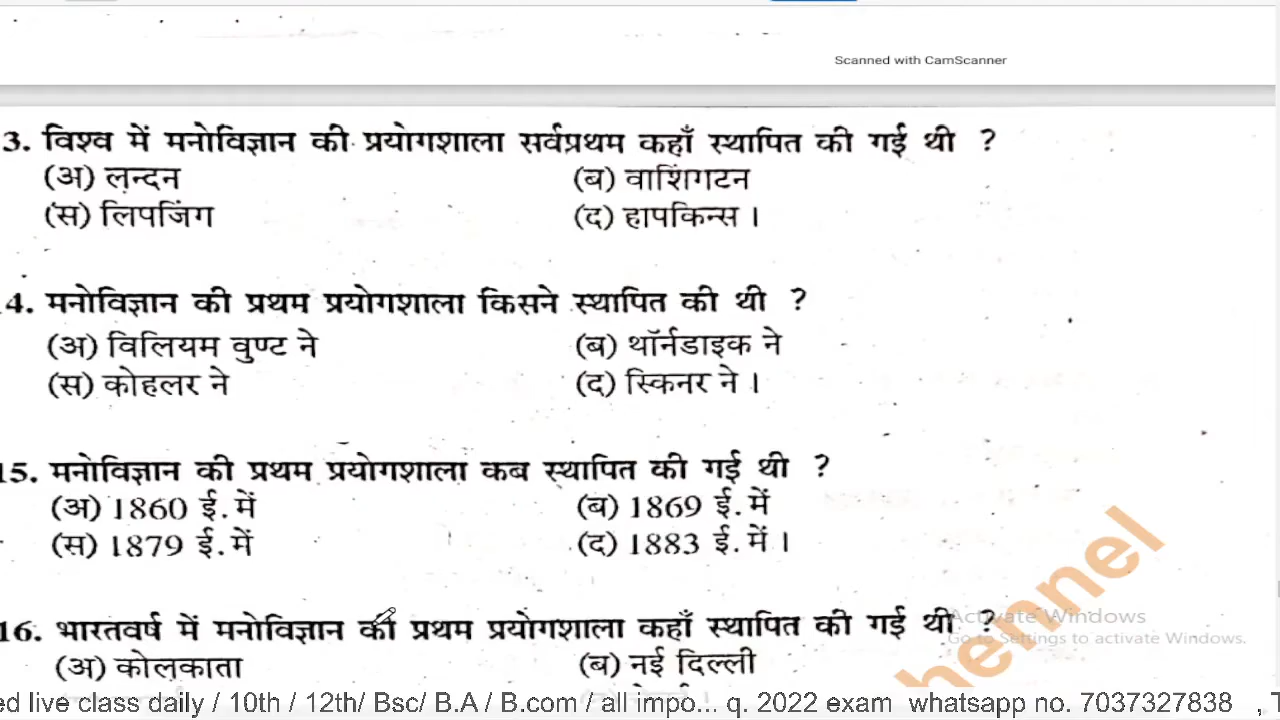 Scanned with CamScanner
3. विश्व में मनोविज्ञान की प्रयोगशाला सर्वप्रथम कहाँ स्थापित की गई थी ?
(अ) लन्दन (ब) वाशिंगटन
(स) लिपजिंग (द) हापकिन्स ।
4. मनोविज्ञान की प्रथम प्रयोगशाला किसने स्थापित की थी ?
(अ) विलियम वुण्ट ने (ब) थॉर्नडाइक ने
(स) कोहलर ने (द) स्किनर ने ।
15. मनोविज्ञान की प्रथम प्रयोगशाला कब स्थापित की गई थी ?
(अ) 1860 ई. में (ब) 1869 ई. में
(स) 1879 ई. में (द) 1883 ई. में ।
16. भारतवर्ष में मनोविज्ञान की प्रथम प्रयोगशाला कहाँ स्थापित की गई थी ?
(अ) कोलकाता (ब) नई दिल्ली
hennel
Activate Windows
Go to Settings to activate Windows.
ed live class daily / 10th / 12th/ Bsc/ B.A / B.com / all impo... q. 2022 exam whatsapp no. 7037327838 , T